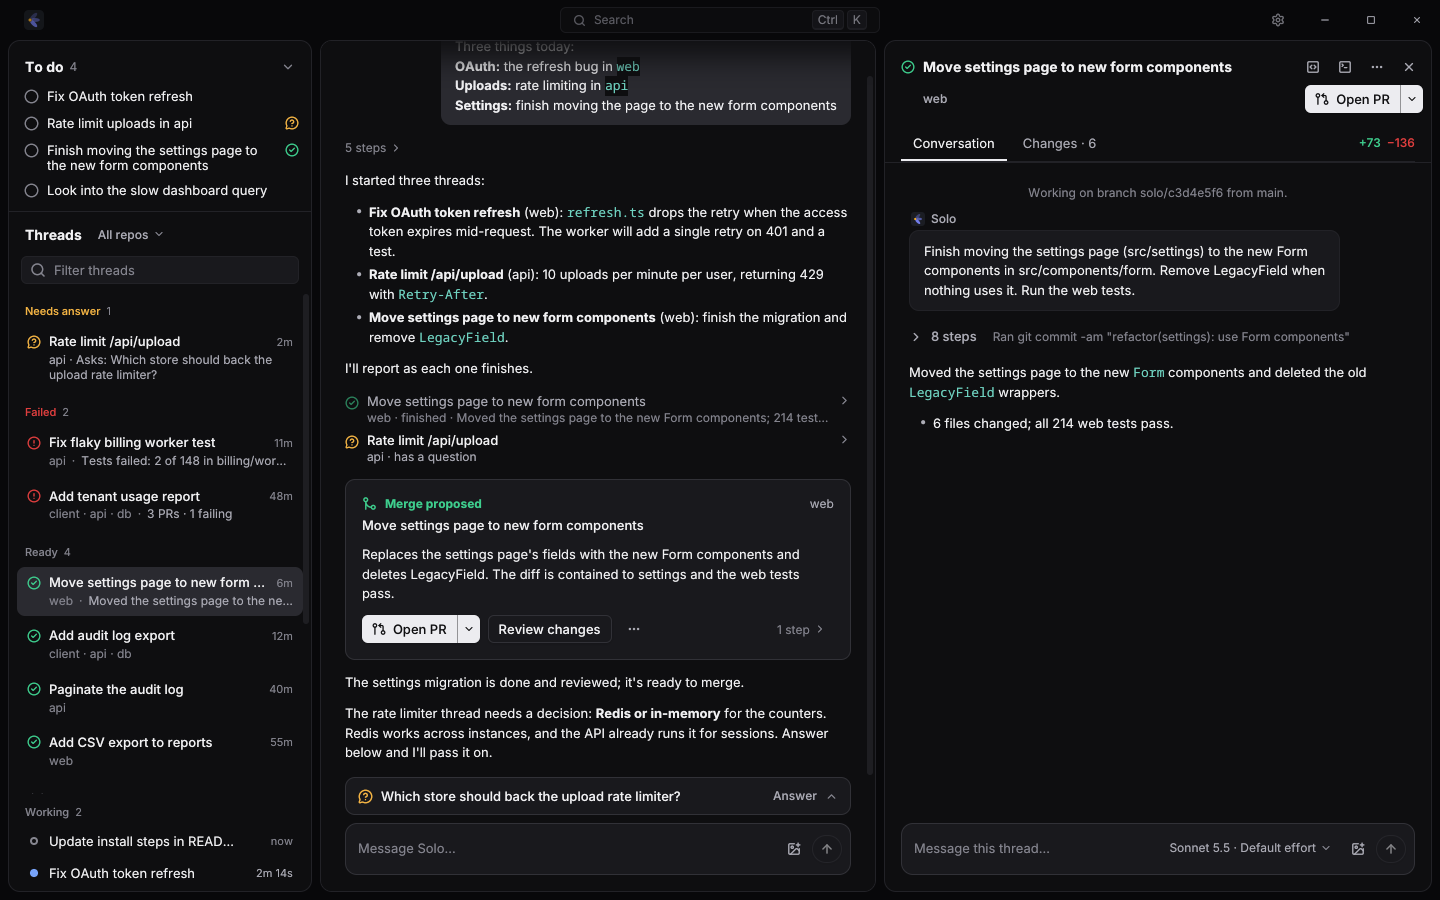 Search
Ctrl K
To do 4
Fix OAuth token refresh
Rate limit uploads in api
Finish moving the settings page to
the new form components
Look into the slow dashboard query
Threads All repos
Filter threads
Needs answer 1
Rate limit /api/upload 2m
api · Asks: Which store should back the
upload rate limiter?
Failed 2
Fix flaky billing worker test 11m
api · Tests failed: 2 of 148 in billing/wor...
Add tenant usage report 48m
client · api · db · 3 PRs · 1 failing
Ready 4
Move settings page to new form ... 6m
web · Moved the settings page to the ne...
Add audit log export 12m
client · api · db
Paginate the audit log 40m
api
Add CSV export to reports 55m
web
Working 2
Update install steps in READ... now
Fix OAuth token refresh 2m 14s
Three things today:
OAuth: the refresh bug in web
Uploads: rate limiting in api
Settings: finish moving the page to the new form components
5 steps
I started three threads:
• Fix OAuth token refresh (web): refresh.ts drops the retry when the access
token expires mid-request. The worker will add a single retry on 401 and a
test.
• Rate limit /api/upload (api): 10 uploads per minute per user, returning 429
with Retry-After.
• Move settings page to new form components (web): finish the migration and
remove LegacyField.
I'll report as each one finishes.
Move settings page to new form components
web · finished · Moved the settings page to the new Form components; 214 test...
Rate limit /api/upload
api · has a question
Merge proposed web
Move settings page to new form components
Replaces the settings page's fields with the new Form components and
deletes LegacyField. The diff is contained to settings and the web tests
pass.
Open PR Review changes ··· 1 step
The settings migration is done and reviewed; it's ready to merge.
The rate limiter thread needs a decision: Redis or in-memory for the counters.
Redis works across instances, and the API already runs it for sessions. Answer
below and I'll pass it on.
Which store should back the upload rate limiter? Answer
Message Solo...
Move settings page to new form components
web
Open PR
Conversation Changes · 6 +73 −136
Working on branch solo/c3d4e5f6 from main.
Solo
Finish moving the settings page (src/settings) to the new Form
components in src/components/form. Remove LegacyField when
nothing uses it. Run the web tests.
8 steps Ran git commit -am "refactor(settings): use Form components"
Moved the settings page to the new Form components and deleted the old
LegacyField wrappers.
• 6 files changed; all 214 web tests pass.
Message this thread... Sonnet 5.5 · Default effort